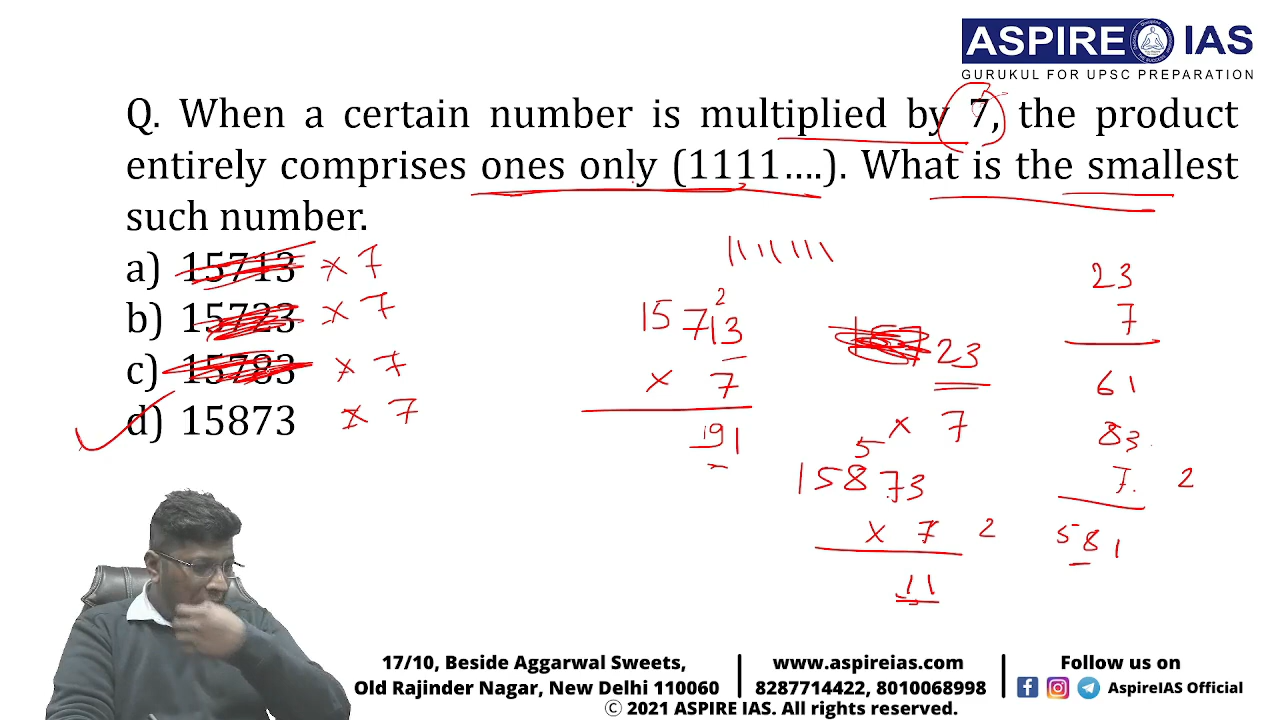 ASPIRE IAS
GURUKUL FOR UPSC PREPARATION
Q. When a certain number is multiplied by 7, the product
entirely comprises ones only (1111....). What is the smallest
such number.
a) 15713 x 7
b) 15723 x 7
c) 15783 x 7
d) 15873 x 7
2
15713
x 7
191
157 23
x 7
5
15873
x 7 2
11
23
7
61
83
7 2
581
17/10, Beside Aggarwal Sweets,
Old Rajinder Nagar, New Delhi 110060
www.aspireias.com
8287714422, 8010068998
Follow us on
AspireIAS Official
© 2021 ASPIRE IAS. All rights reserved.